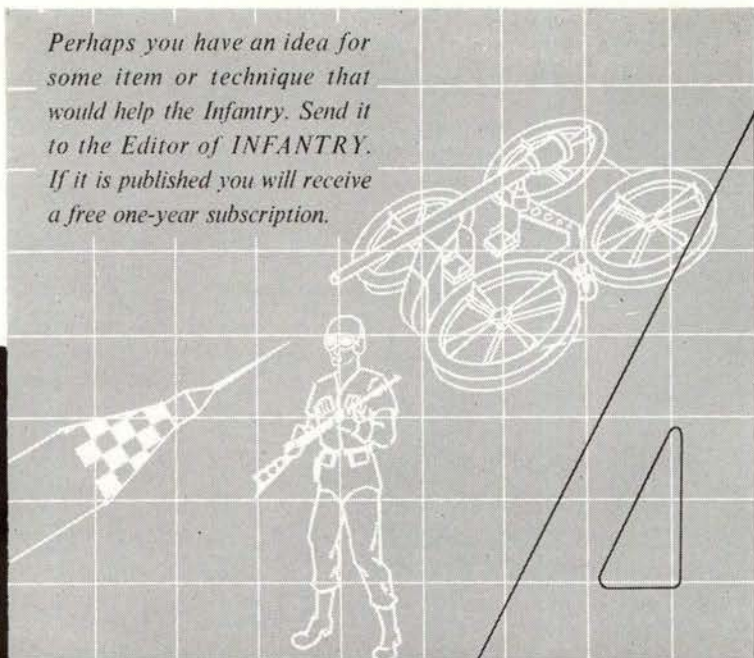 Perhaps you have an idea for
some item or technique that
would help the Infantry. Send it
to the Editor of INFANTRY.
If it is published you will receive
a free one-year subscription.